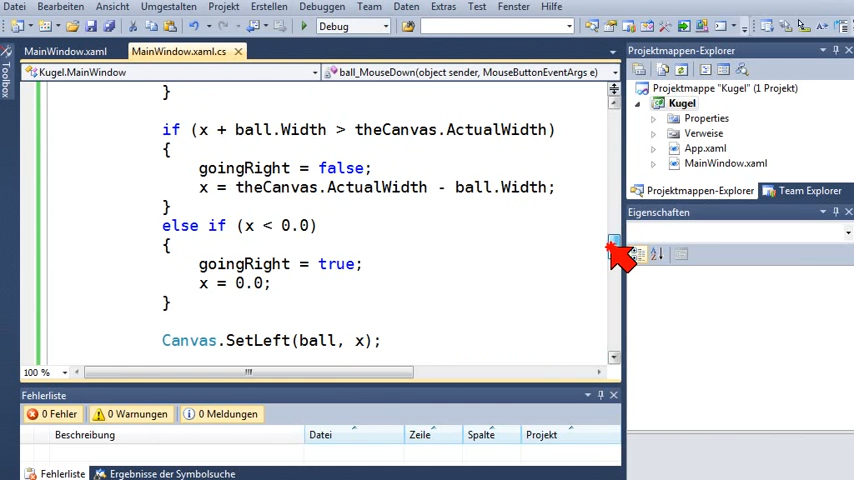 Datei Bearbeiten Ansicht Umgestalten Projekt Erstellen Debuggen Team Daten Extras Test Fenster Hilfe
Debug
MainWindow.xaml MainWindow.xaml.cs
Kugel.MainWindow ball_MouseDown(object sender, MouseButtonEventArgs e)
}
if (x + ball.Width > theCanvas.ActualWidth)
{
goingRight = false;
x = theCanvas.ActualWidth - ball.Width;
}
else if (x < 0.0)
{
goingRight = true;
x = 0.0;
}
Canvas.SetLeft(ball, x);
100 %
Fehlerliste
0 Fehler 0 Warnungen 0 Meldungen
Beschreibung Datei Zeile Spalte Projekt
Fehlerliste Ergebnisse der Symbolsuche
Toolbox
Projektmappen-Explorer
Projektmappe "Kugel" (1 Projekt)
Kugel
Properties
Verweise
App.xaml
MainWindow.xaml
Projektmappen-Explorer Team Explorer
Eigenschaften